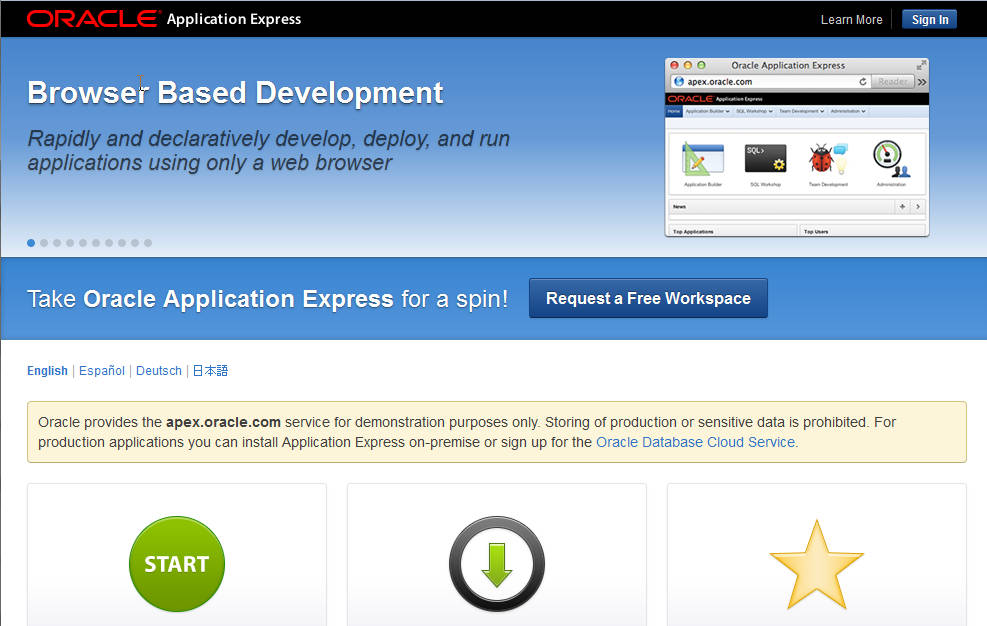 ORACLE Application Express
Learn More
Sign In
Browser Based Development
Rapidly and declaratively develop, deploy, and run
applications using only a web browser
Oracle Application Express
apex.oracle.com
Reader
ORACLE Application Express
Home Application Builder SQL Workshop Team Development Administration
SQL>
Application Builder SQL Workshop Team Development Administration
News
Top Applications Top Users
Take Oracle Application Express for a spin!
Request a Free Workspace
English | Español | Deutsch | 日本語
Oracle provides the apex.oracle.com service for demonstration purposes only. Storing of production or sensitive data is prohibited. For
production applications you can install Application Express on-premise or sign up for the Oracle Database Cloud Service.
START